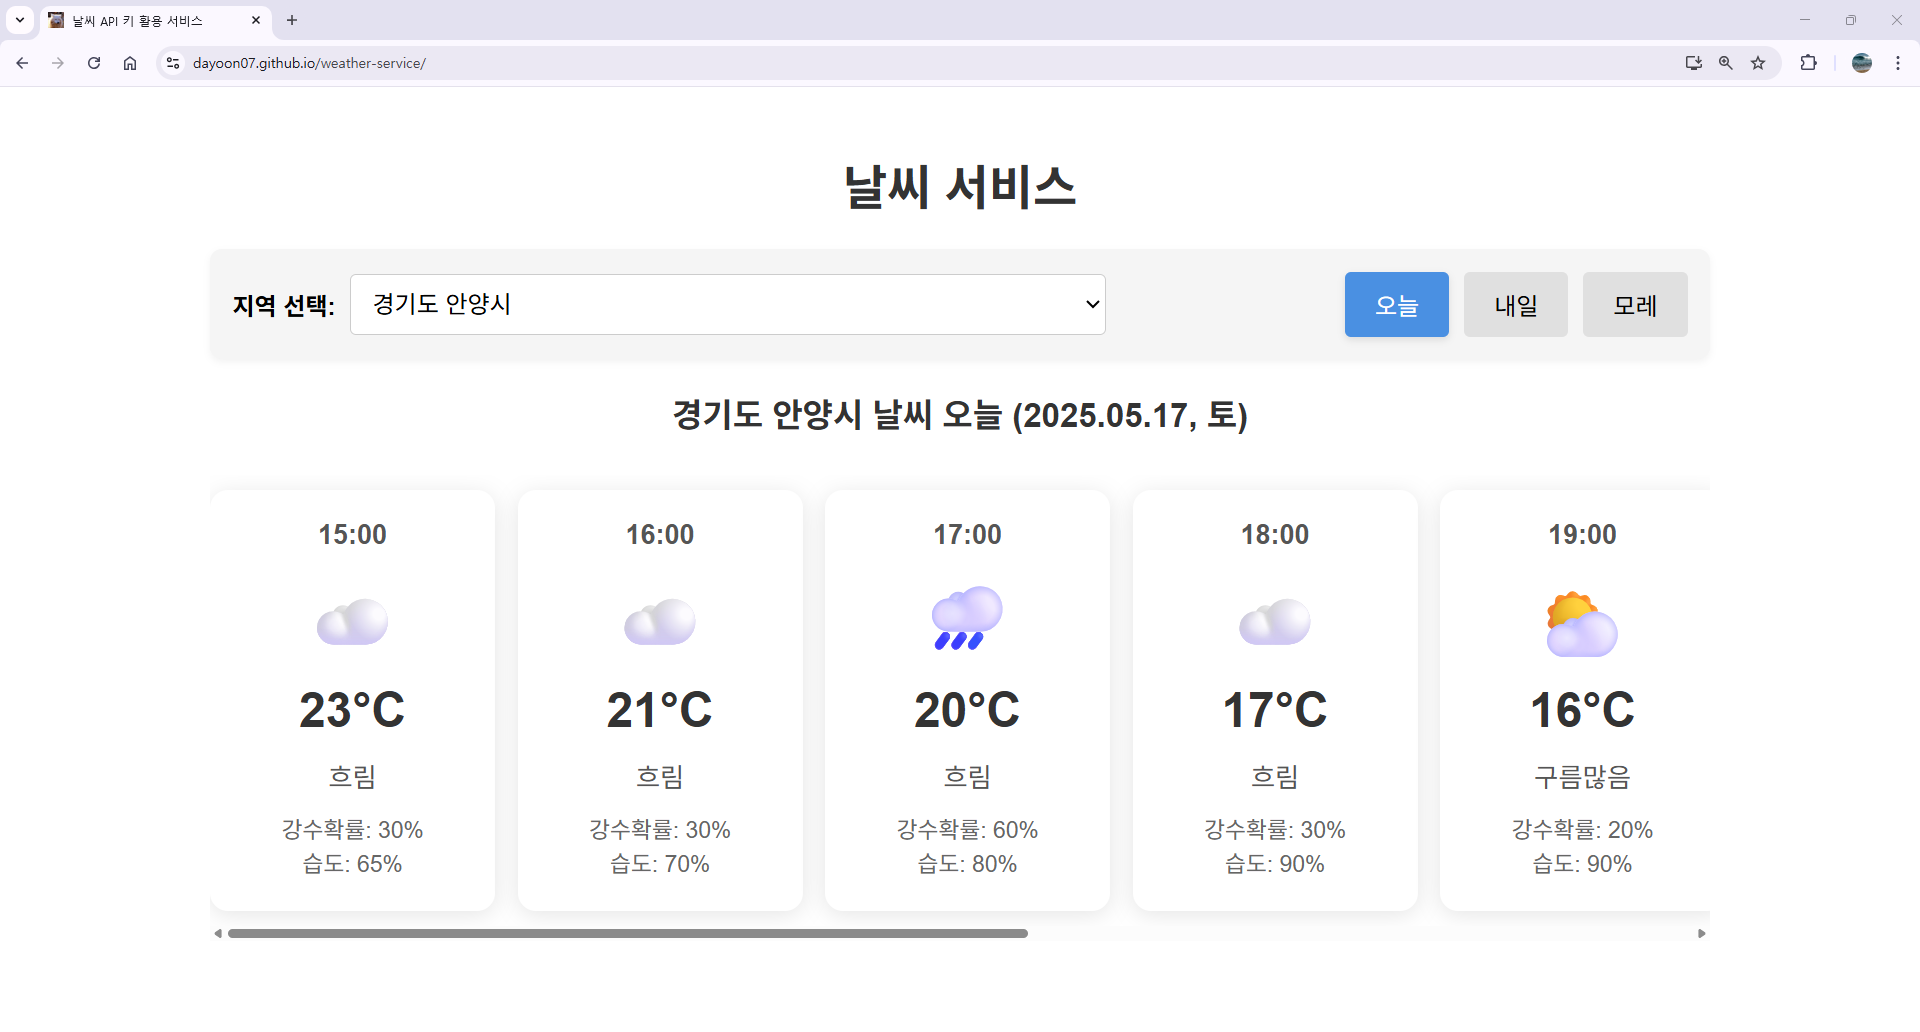 날씨 API 키 활용 서비스
dayoon07.github.io/weather-service/
날씨 서비스
지역 선택: 경기도 안양시 오늘 내일 모레
경기도 안양시 날씨 오늘 (2025.05.17, 토)
15:00
23°C
흐림
강수확률: 30%
습도: 65%
16:00
21°C
흐림
강수확률: 30%
습도: 70%
17:00
20°C
흐림
강수확률: 60%
습도: 80%
18:00
17°C
흐림
강수확률: 30%
습도: 90%
19:00
16°C
구름많음
강수확률: 20%
습도: 90%